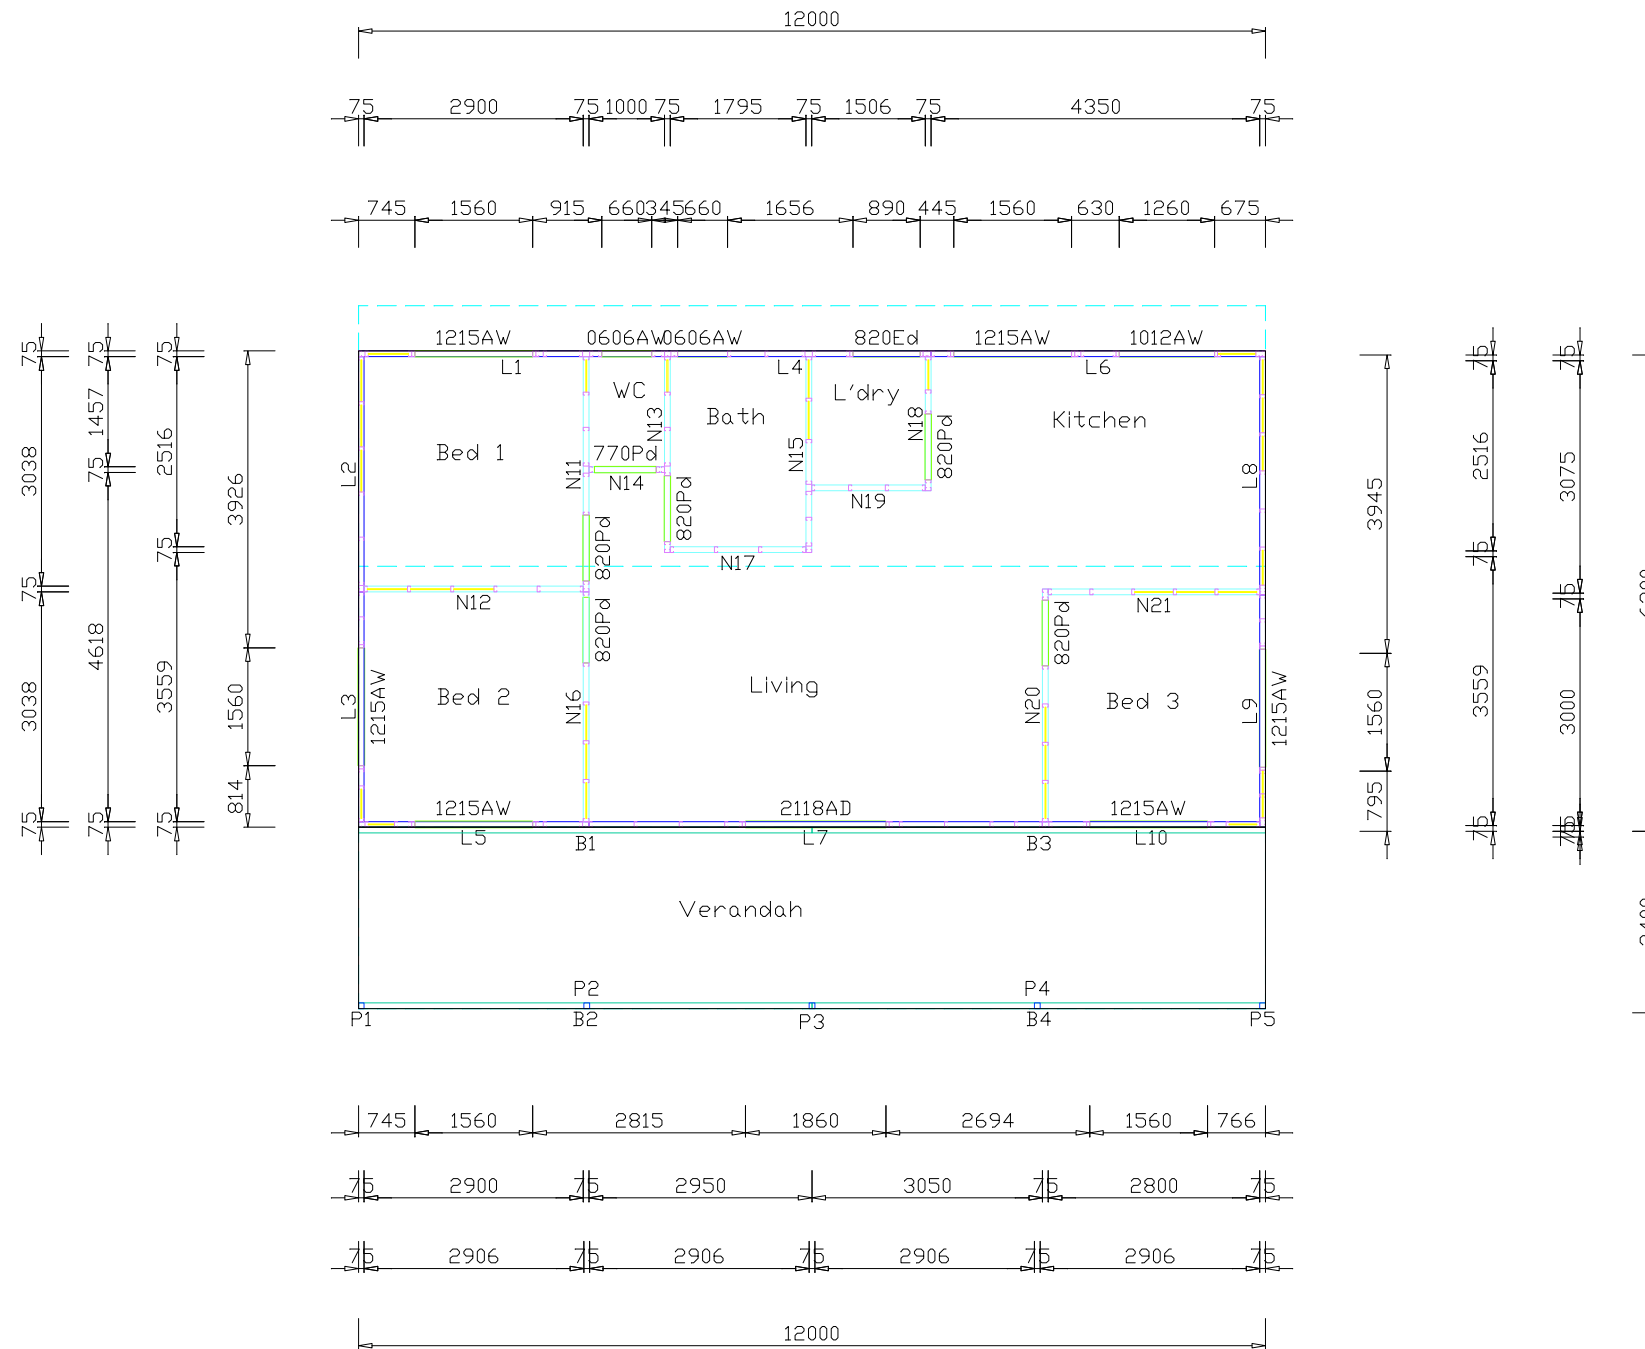 12000
75 2900 75 1000 75 1795 75 1506 75 4350 75
745 1560 915 660 345 660 1656 890 445 1560 630 1260 675
1215AW 0606AW 0606AW 820Ed 1215AW 1012AW
L1 L4 L6
WC L'dry
Bath Kitchen
Bed 1
N13 N15 N18 820Pd
770Pd
N11 N14 N19
L2 L8
820Pd
820Pd
N17
N12 N21
820Pd 820Pd
Living
Bed 2 Bed 3
L3 1215AW N16 N20 L9 1215AW
1215AW 2118AD 1215AW
L5 B1 L7 B3 L10
Verandah
P2 P4
P1 B2 P3 B4 P5
75 3038 75 3038 75
75 1457 75 4618 75
75 2516 75 3559 75
3926 1560 814
3945 1560 795
75 2516 75 3559 75
75 3075 75 3000 75
745 1560 2815 1860 2694 1560 766
75 2900 75 2950 3050 75 2800 75
75 2906 75 2906 75 2906 75 2906 75
12000